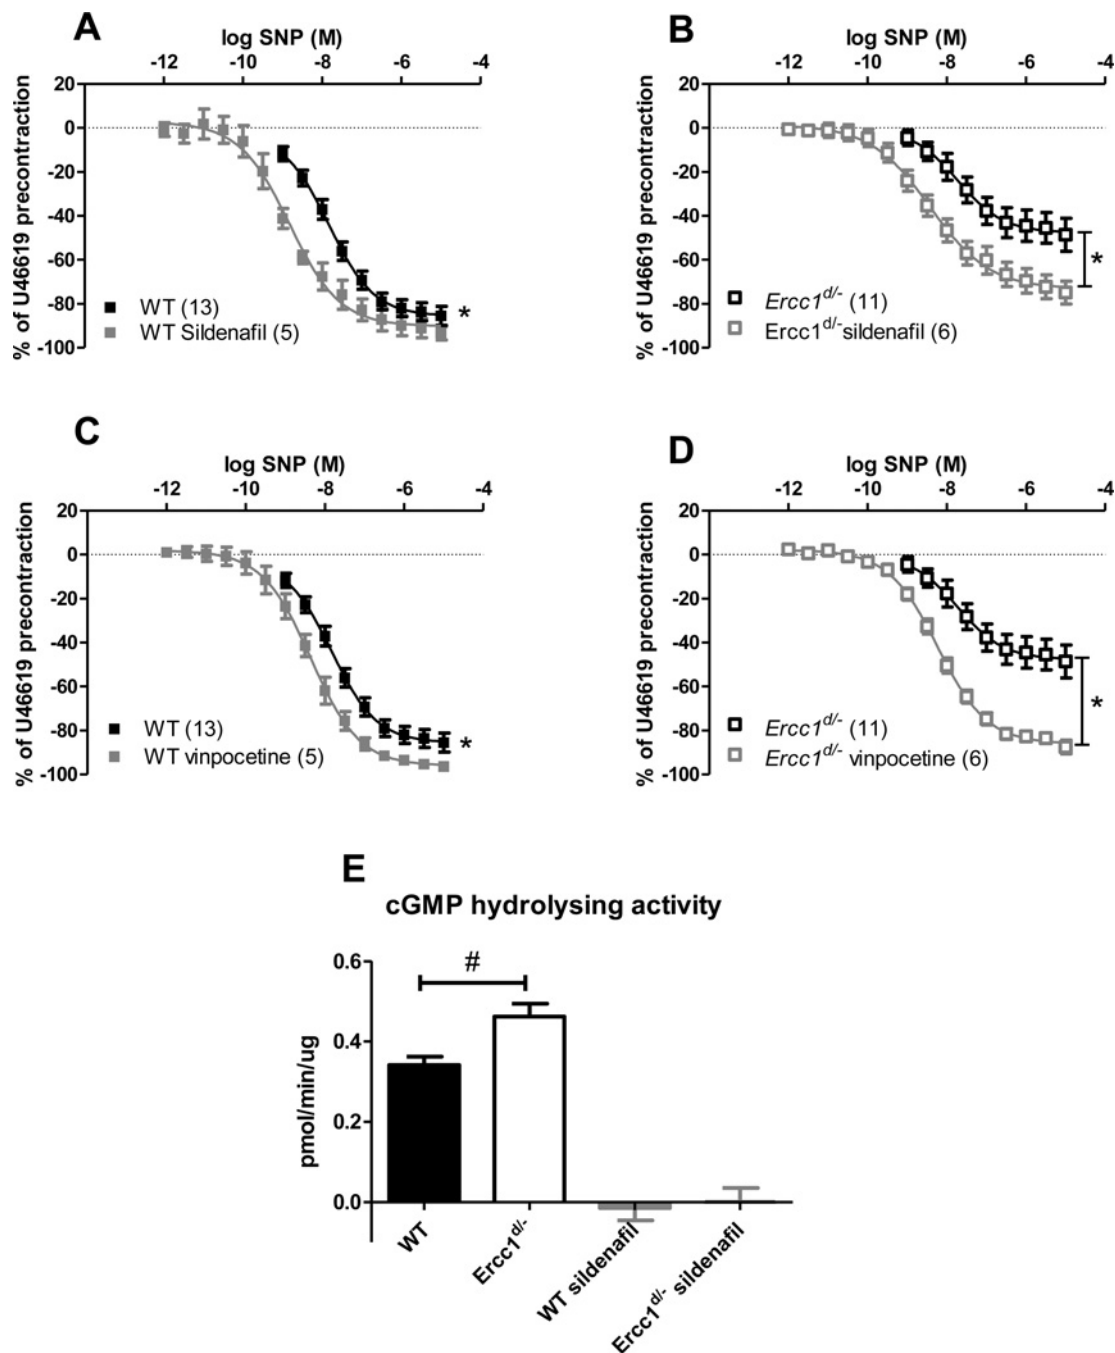 A
log SNP (M)
-12 -10 -8 -6 -4
20
0
-20
-40
-60
-80
-100
% of U46619 precontraction
WT (13)
WT Sildenafil (5)
*
B
log SNP (M)
-12 -10 -8 -6 -4
20
0
-20
-40
-60
-80
-100
% of U46619 precontraction
Ercc1d/- (11)
Ercc1d/- sildenafil (6)
*
C
log SNP (M)
-12 -10 -8 -6 -4
20
0
-20
-40
-60
-80
-100
% of U46619 precontraction
WT (13)
WT vinpocetine (5)
*
D
log SNP (M)
-12 -10 -8 -6 -4
20
0
-20
-40
-60
-80
-100
% of U46619 precontraction
Ercc1d/- (11)
Ercc1d/- vinpocetine (6)
*
E
cGMP hydrolysing activity
#
0.6
0.4
0.2
0.0
pmol/min/ug
WT
Ercc1d/-
WT sildenafil
Ercc1d/- sildenafil